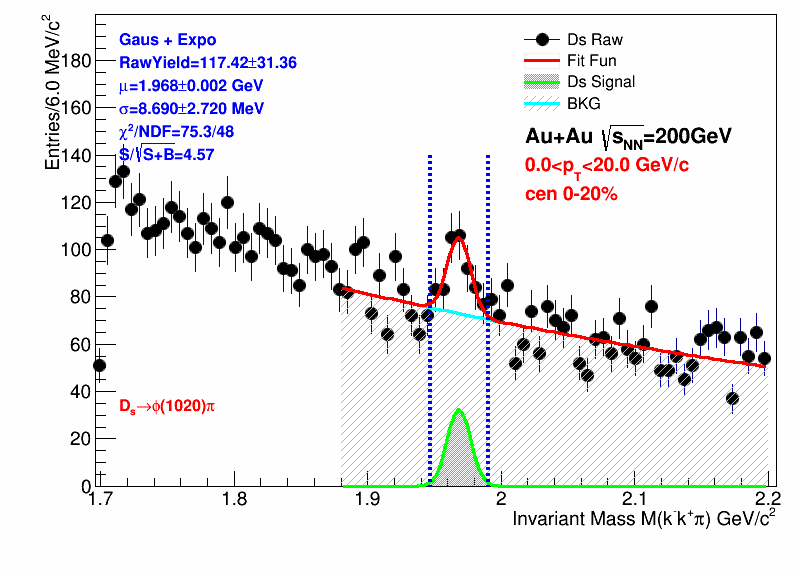 Gaus + Expo
RawYield=117.42±31.36
μ=1.968±0.002 GeV
σ=8.690±2.720 MeV
χ²/NDF=75.3/48
S/√S+B=4.57
Ds Raw
Fit Fun
Ds Signal
BKG
Au+Au √sNN=200GeV
0.0<pT<20.0 GeV/c
cen 0-20%
Ds→ϕ(1020)π
Entries/6.0 MeV/c²
180
160
140
120
100
80
60
40
20
0
1.7 1.8 1.9 2 2.1 2.2
Invariant Mass M(k⁻k⁺π) GeV/c²